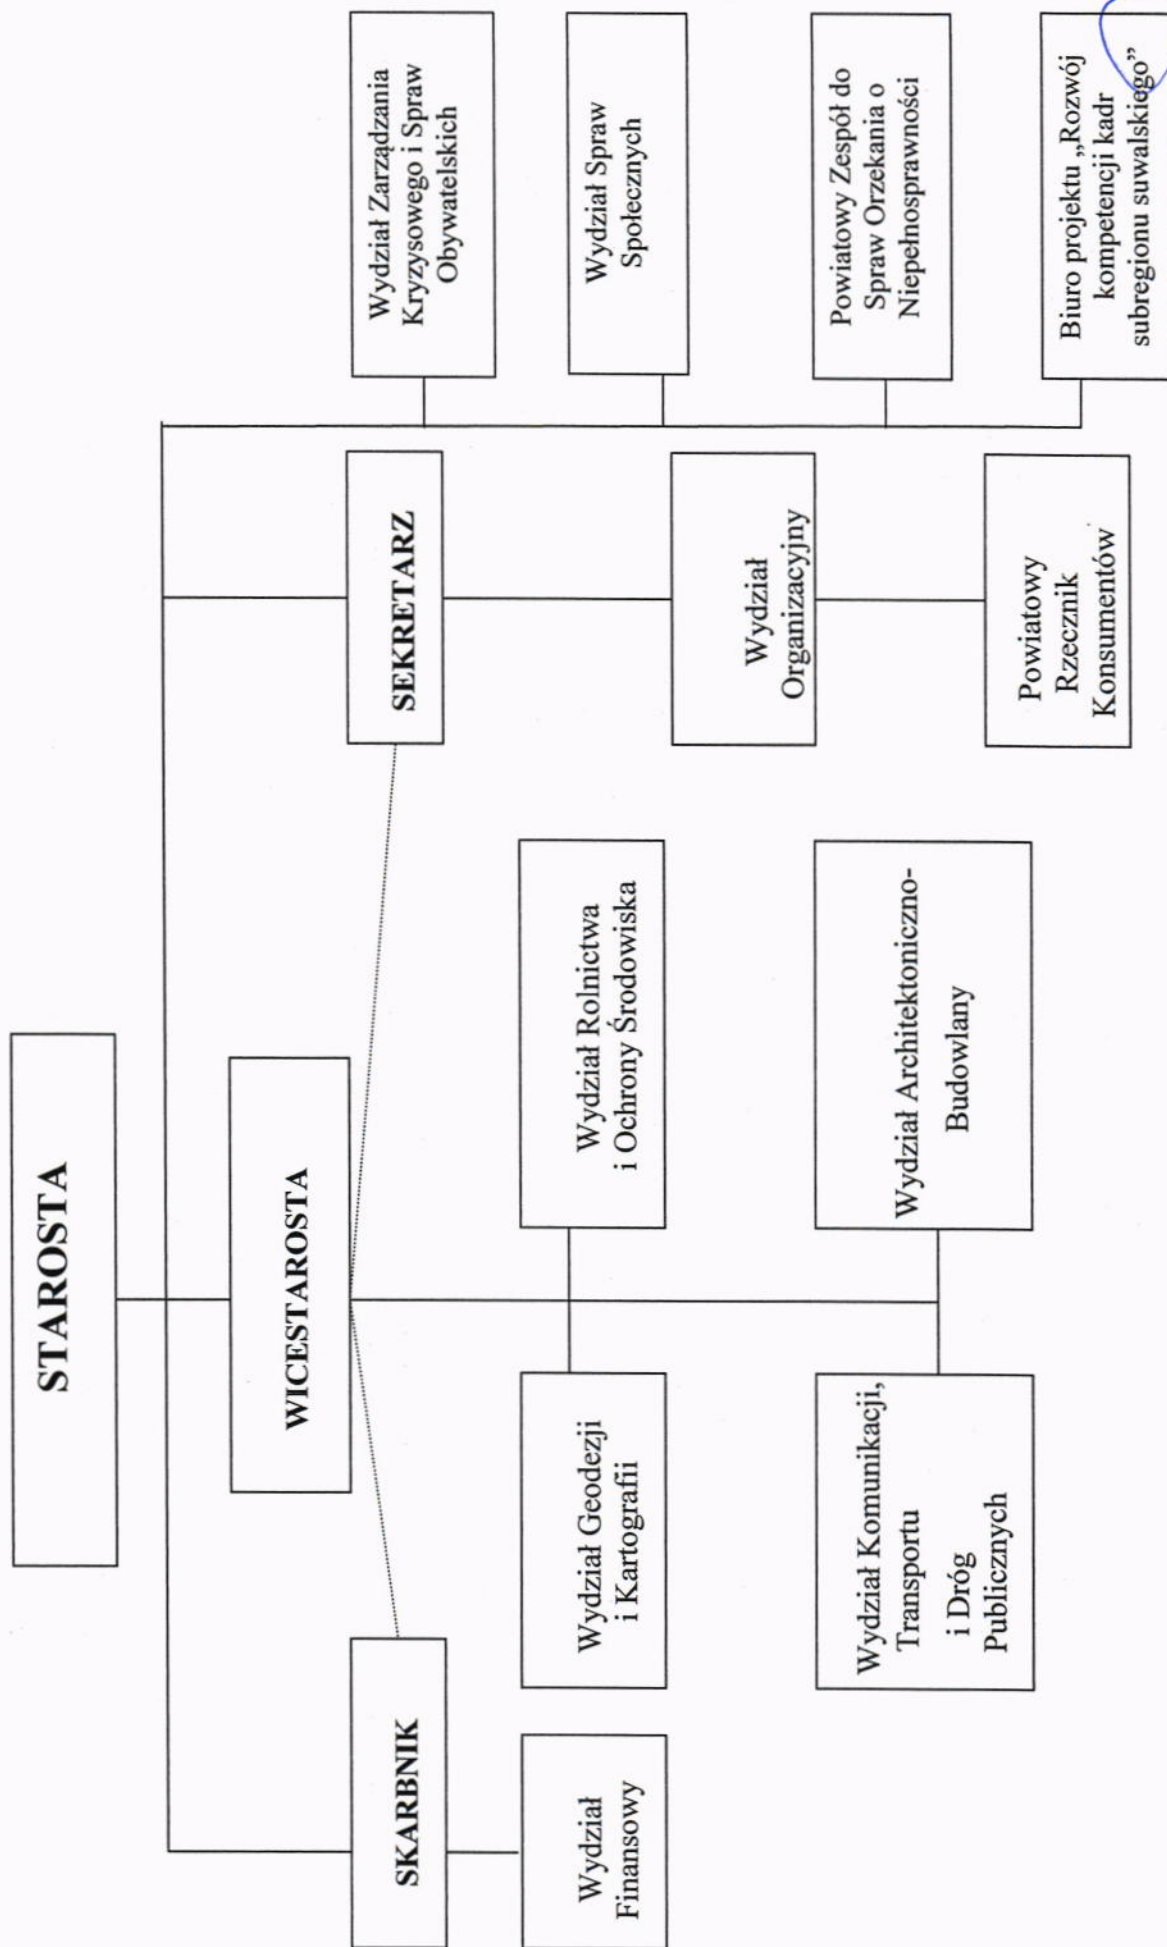 STAROSTA
WICESTAROSTA
SKARBNIK
SEKRETARZ
Wydział
Finansowy
Wydział Geodezji
i Kartografii
Wydział Rolnictwa
i Ochrony Środowiska
Wydział Komunikacji,
Transportu
i Dróg
Publicznych
Wydział Architektoniczno-
Budowlany
Wydział
Organizacyjny
Powiatowy
Rzecznik
Konsumentów
Wydział Zarządzania
Kryzysowego i Spraw
Obywatelskich
Wydział Spraw
Społecznych
Powiatowy Zespół do
Spraw Orzekania o
Niepełnosprawności
Biuro projektu „Rozwój
kompetencji kadr
subregionu suwalskiego”